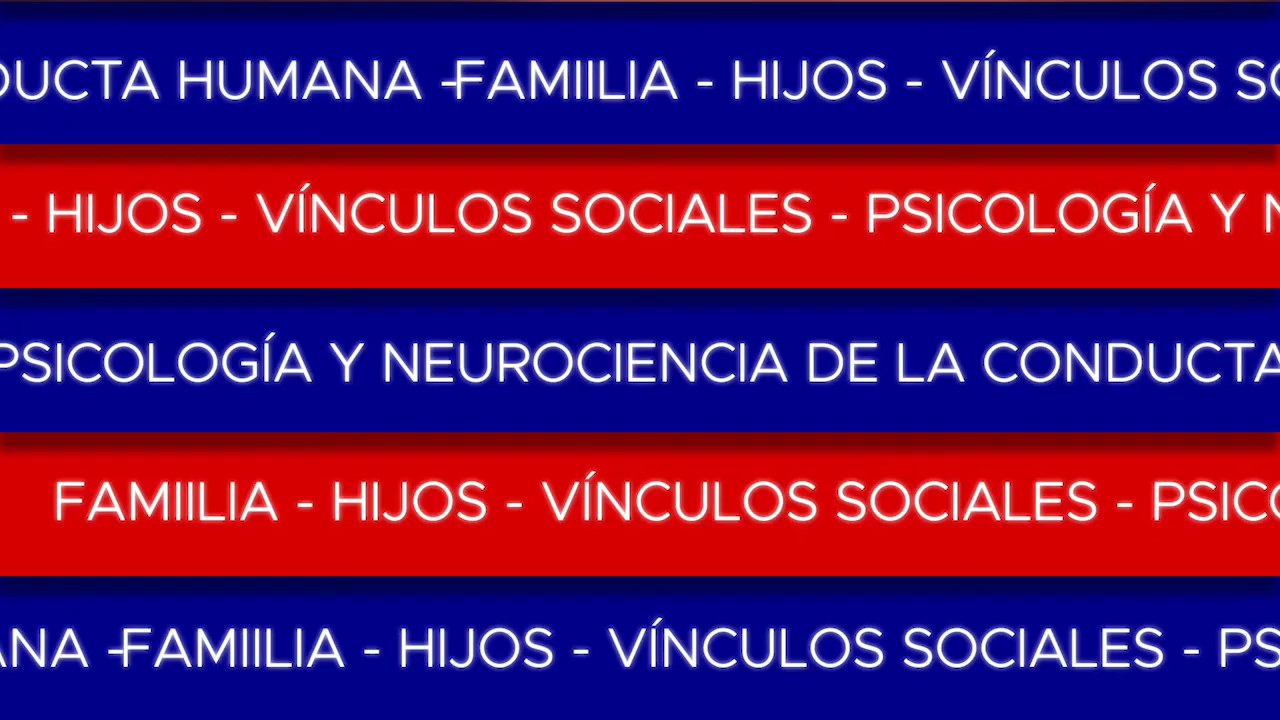 DUCTA HUMANA -FAMIILIA - HIJOS - VÍNCULOS SO
- HIJOS - VÍNCULOS SOCIALES - PSICOLOGÍA Y N
PSICOLOGÍA Y NEUROCIENCIA DE LA CONDUCTA
FAMIILIA - HIJOS - VÍNCULOS SOCIALES - PSICO
ANA -FAMIILIA - HIJOS - VÍNCULOS SOCIALES - PS